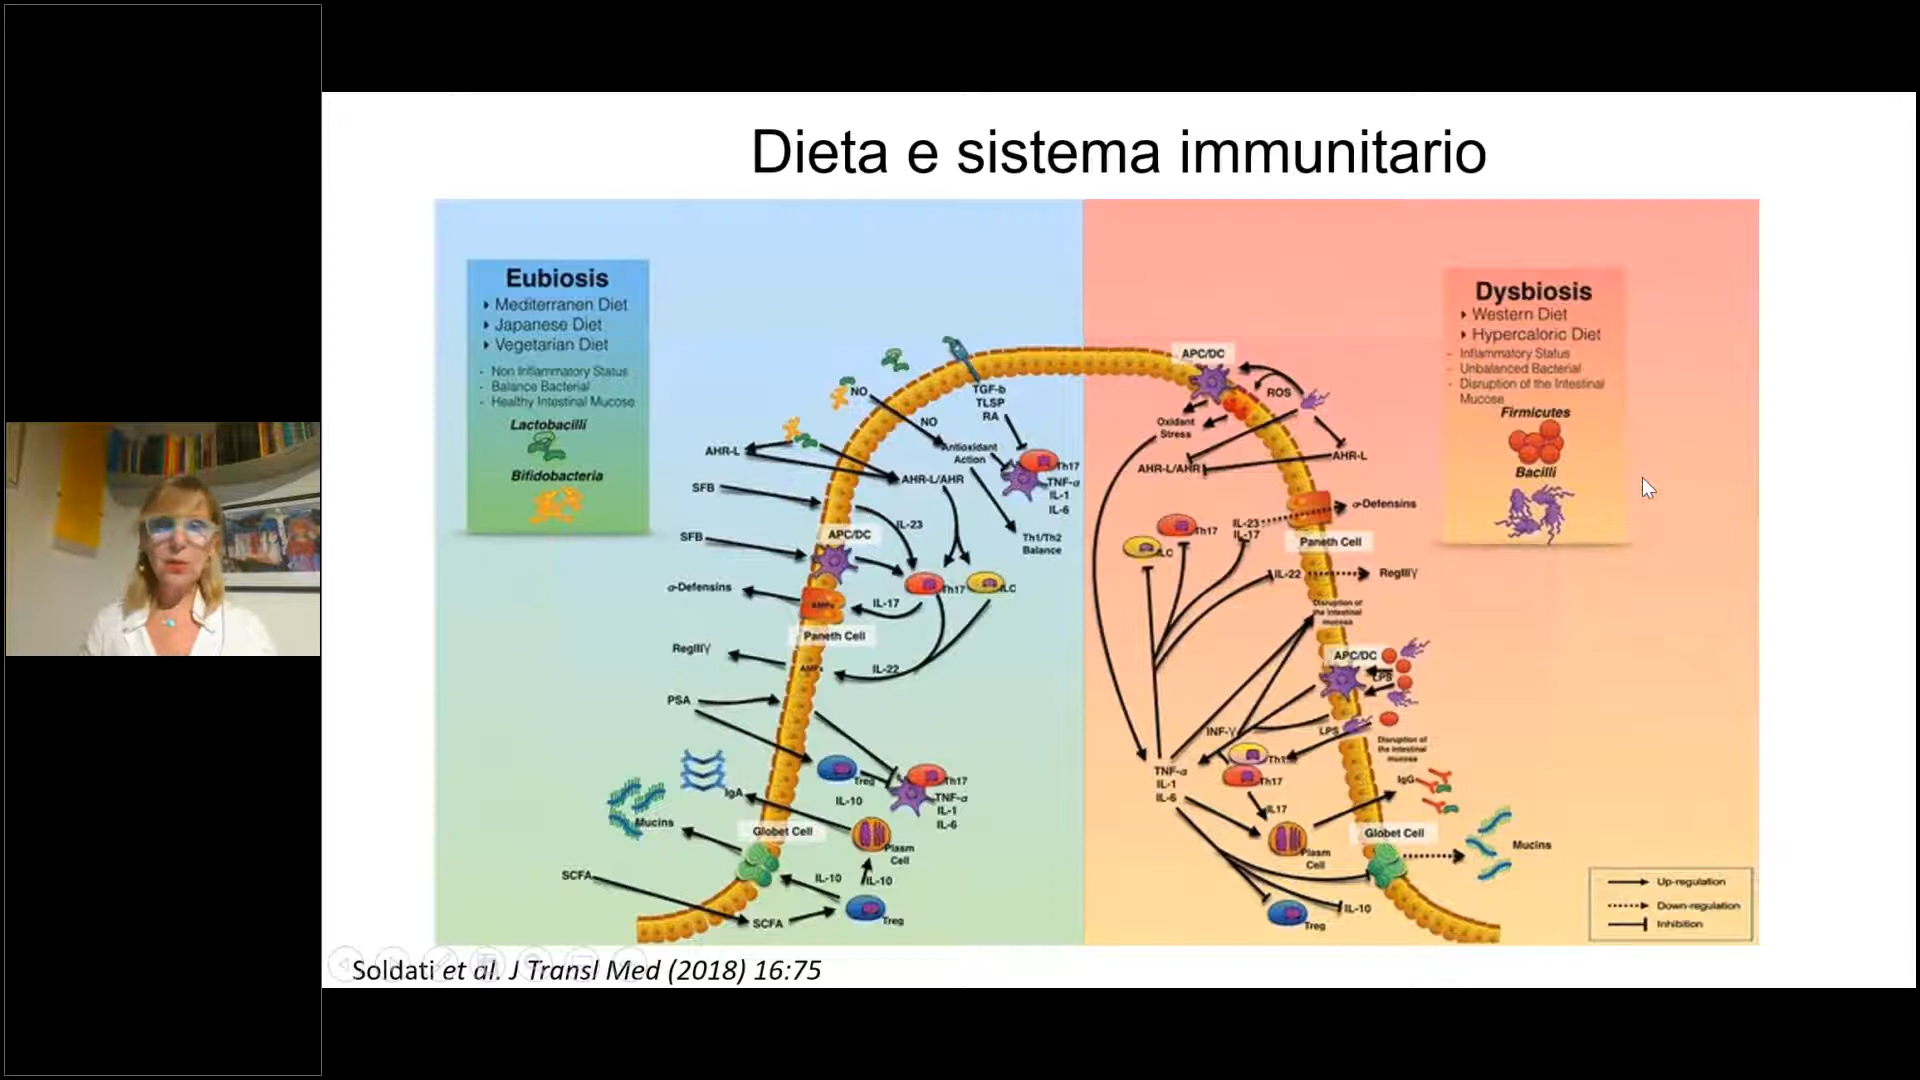 Dieta e sistema immunitario
Eubiosis
Mediterranen Diet
Japanese Diet
Vegetarian Diet
- Non Inflammatory Status
- Balance Bacterial
- Healthy Intestinal Mucose
Lactobacilli
Bifidobacteria
NO
TGF-b
TLSP
RA
NO
Antioxidant
Action
AHR-L
AHR-L/AHR
Th17
TNF-α
IL-1
IL-6
SFB
IL-23
APC/DC
Th1/Th2
Balance
SFB
α-Defensins
AMPs
IL-17
Th17
ILC
Paneth Cell
RegIIIγ
AMPs
IL-22
PSA
Treg
Th17
IL-10
TNF-α
IL-1
IL-6
IgA
Mucins
Globet Cell
Plasm
Cell
SCFA
IL-10
IL-10
SCFA
Treg
Dysbiosis
Western Diet
Hypercaloric Diet
- Inflammatory Status
- Unbalanced Bacterial
- Disruption of the Intestinal
Mucose
Firmicutes
Bacilli
APC/DC
ROS
Oxidant
Stress
AHR-L/AHR
AHR-L
α-Defensins
Th17
IL-23
IL-17
ILC
Paneth Cell
IL-22
RegIIIγ
Disruption of
the Intestinal
mucosa
APC/DC
LPS
INF-γ
LPS
Disruption of
the Intestinal
mucosa
Th17
TNF-α
IL-1
IL-6
IgG
IL17
Plasm
Cell
Globet Cell
Mucins
IL-10
Treg
Up-regulation
Down-regulation
Inhibition
Soldati et al. J Transl Med (2018) 16:75